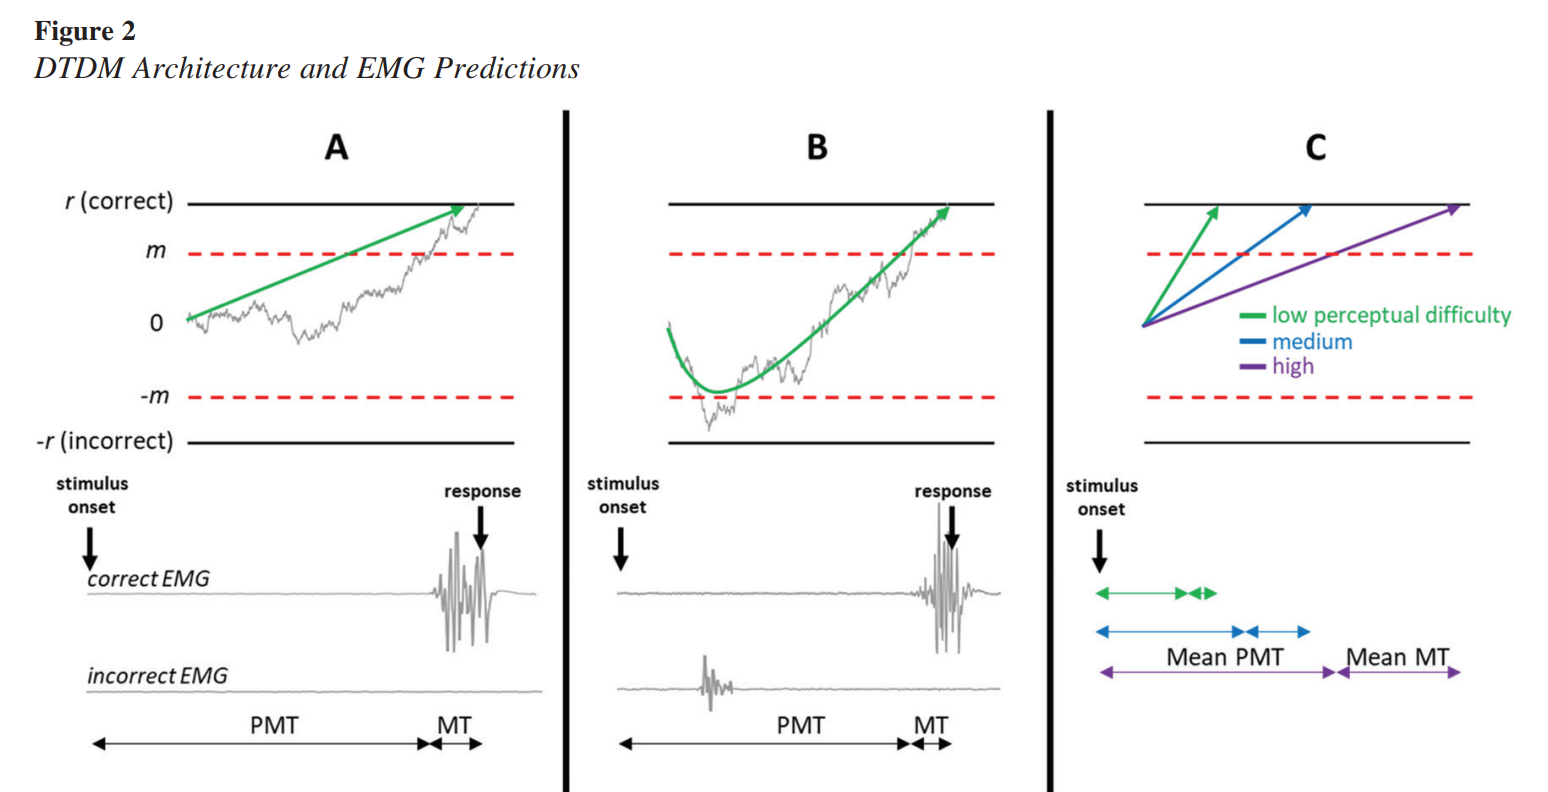 Figure 2
DTDM Architecture and EMG Predictions
A
r (correct)
m
0
-m
-r (incorrect)
stimulus
onset
response
correct EMG
incorrect EMG
PMT
MT
B
stimulus
onset
response
PMT
MT
C
low perceptual difficulty
medium
high
stimulus
onset
Mean PMT
Mean MT